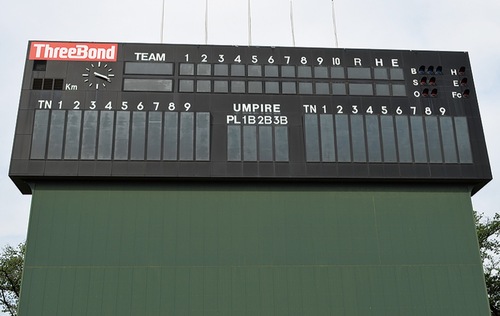 ThreeBond
TEAM 1 2 3 4 5 6 7 8 9 10 R H E
B H
Km S E
O Fc
TN 1 2 3 4 5 6 7 8 9 UMPIRE TN 1 2 3 4 5 6 7 8 9
PL 1B 2B 3B